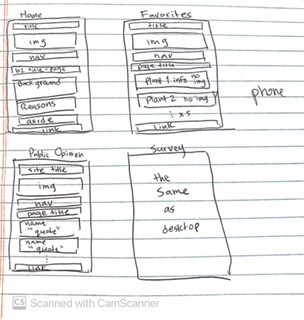 Home
title
img
nav
h2 title-page
Background
Reasons
aside
Link
Favorites
title
img
nav
page title
Plant 1 info no img
Plant 2 no img
: x5
Link
phone
Public Opinion
site title
img
nav
page title
name
"quote"
name
"quote"
Link
Survey
the
same
as
desktop
CS Scanned with CamScanner